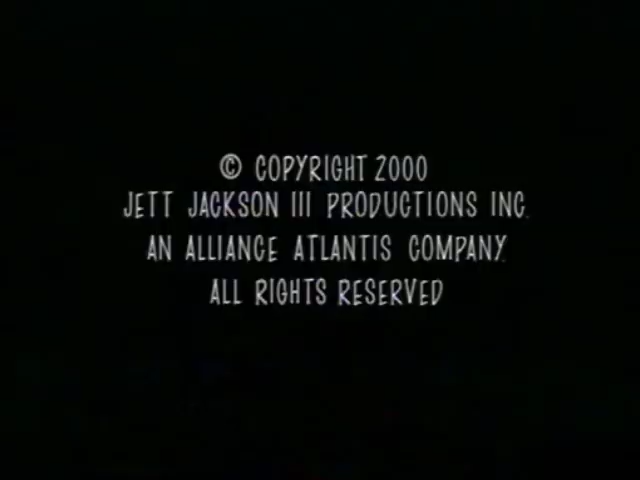 © COPYRIGHT 2000
JETT JACKSON III PRODUCTIONS INC.
AN ALLIANCE ATLANTIS COMPANY.
ALL RIGHTS RESERVED